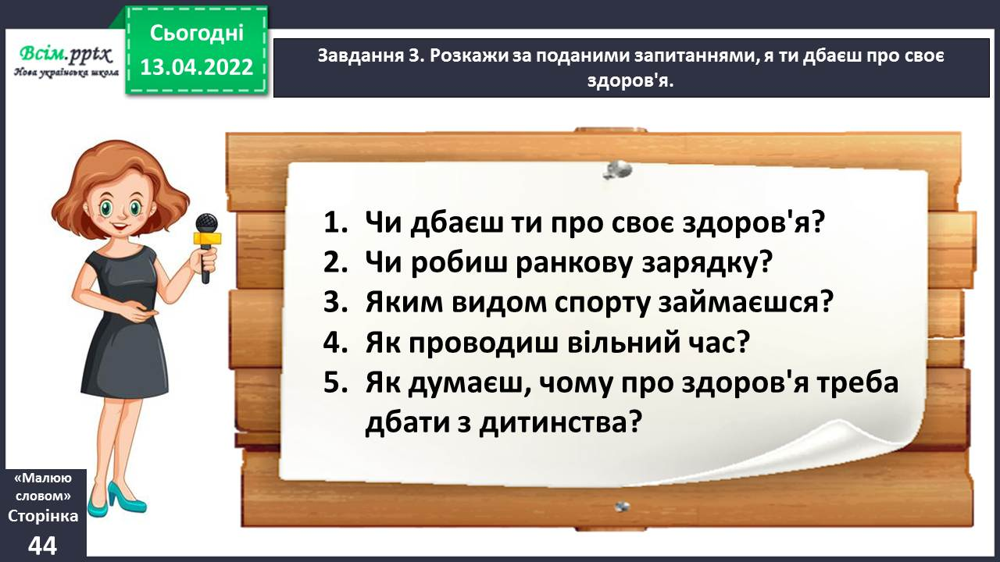 Сьогодні
13.04.2022
Всім.pptx
Нова українська школа
Завдання 3. Розкажи за поданими запитаннями, я ти дбаєш про своє
здоров'я.
1. Чи дбаєш ти про своє здоров'я?
2. Чи робиш ранкову зарядку?
3. Яким видом спорту займаєшся?
4. Як проводиш вільний час?
5. Як думаєш, чому про здоров'я треба
дбати з дитинства?
«Малюю
словом»
Сторінка
44